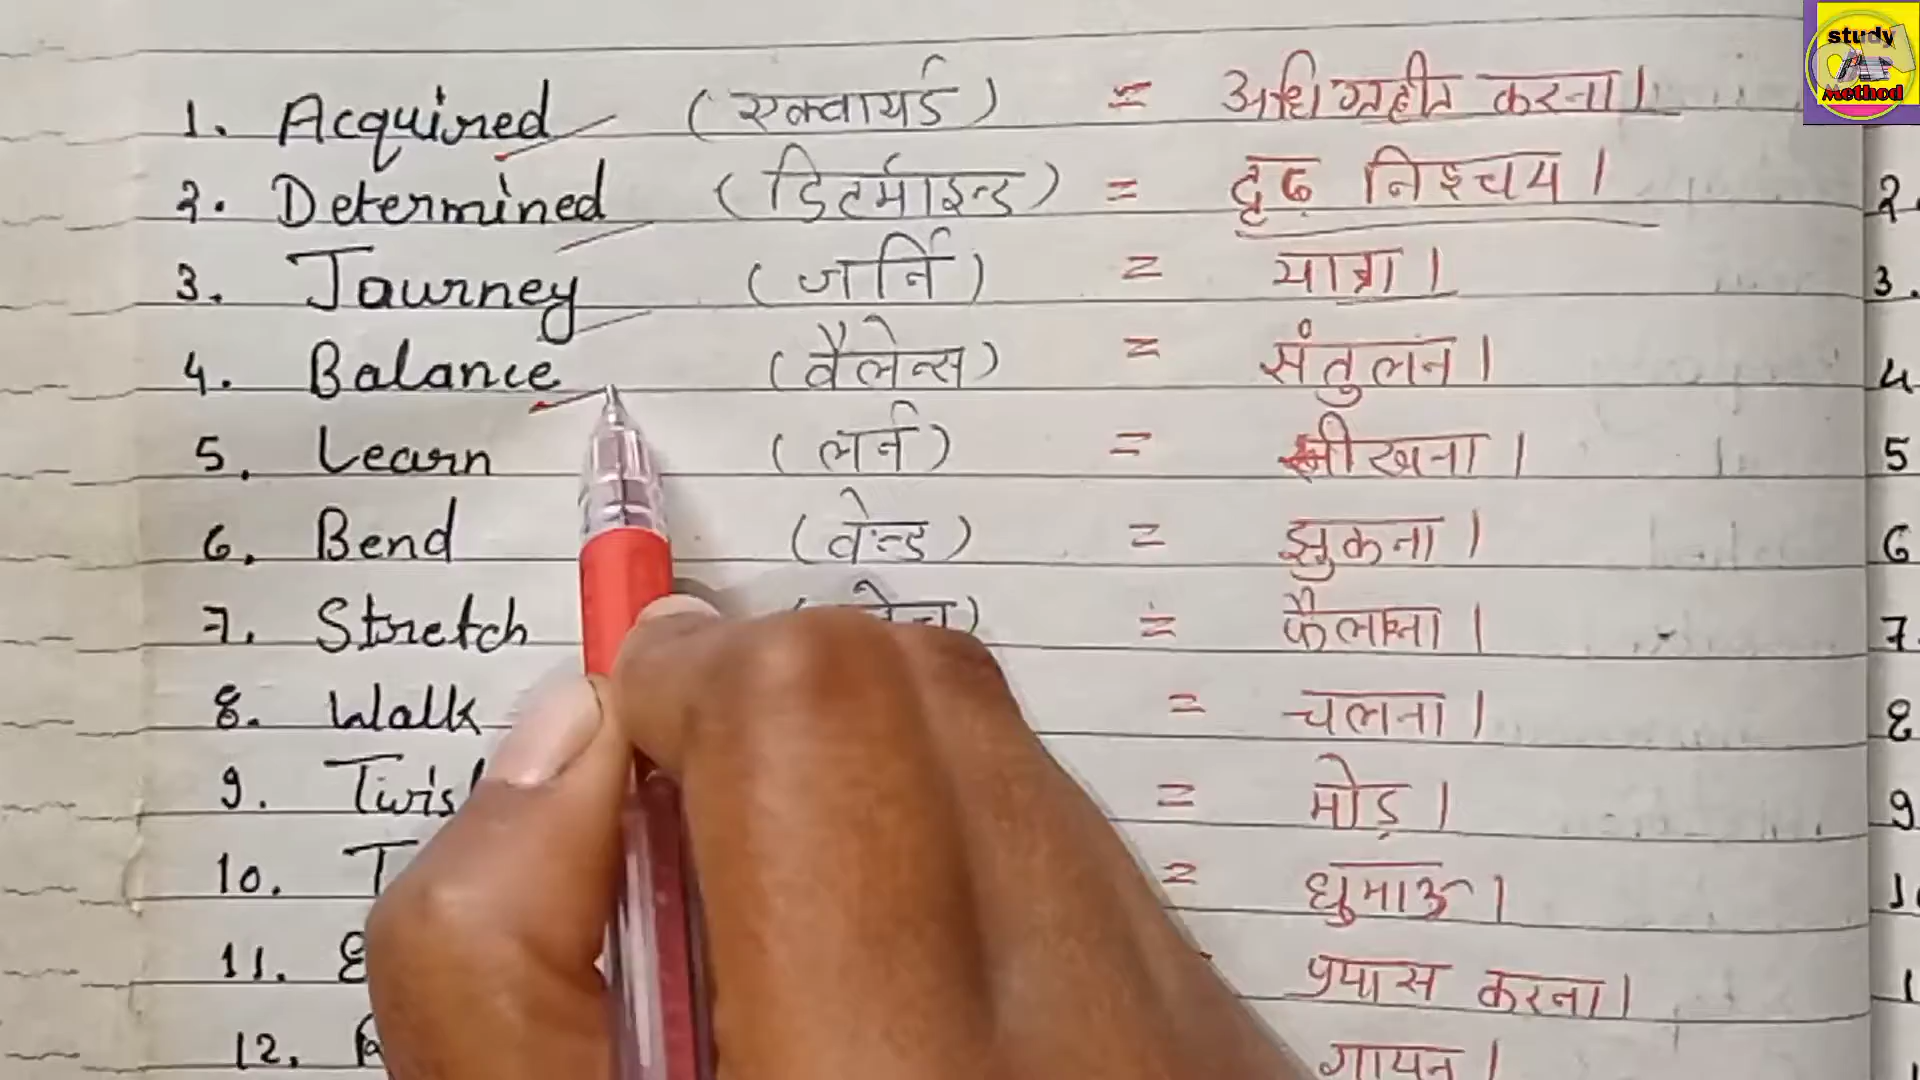 study
Method
1. Acquired (एक्वायर्ड) = अधिग्रहीत करना।
2. Determined (डिटर्माइन्ड) = दृढ़ निश्चय।
3. Journey (जर्नि) = यात्रा।
4. Balance (वैलेन्स) = संतुलन।
5. Learn (लर्न) = सीखना।
6. Bend (वेन्ड) = झुकना।
7. Stretch = फैलाना।
8. Walk = चलना।
9. = मोड़।
10. = घुमाऊ।
11. प्रयास करना।
12. गायन।
2.
3.
4
5
6
7.
8
9